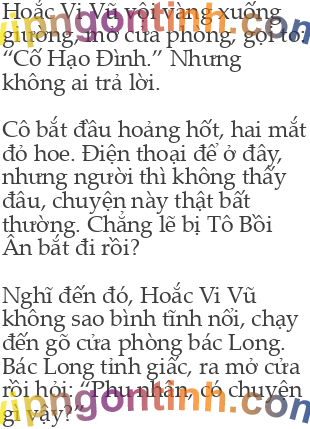 Hoắc Vi Vũ vội vàng xuống
giường, mở cửa phòng, gọi to:
“Cố Hạo Đình.” Nhưng
không ai trả lời.
Cô bắt đầu hoảng hốt, hai mắt
đỏ hoe. Điện thoại để ở đây,
nhưng người thì không thấy
đâu, chuyện này thật bất
thường. Chẳng lẽ bị Tô Bồi
Ân bắt đi rồi?
Nghĩ đến đó, Hoắc Vi Vũ
không sao bình tĩnh nổi, chạy
đến gõ cửa phòng bác Long.
Bác Long tỉnh giấc, ra mở cửa
rồi hỏi: “Phu nhân, có chuyện
gì vậy?”